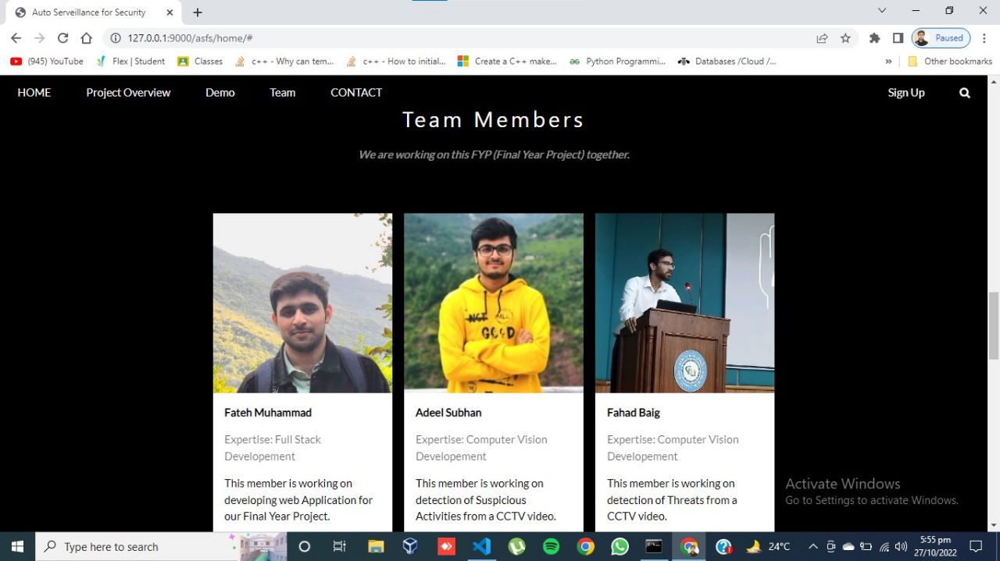 Auto Serveillance for Security
127.0.0.1:9000/asfs/home/#
Paused
(945) YouTube
Flex | Student
Classes
c++ - Why can tem...
c++ - How to initial...
Create a C++ make...
Python Programmi...
Databases /Cloud /...
»
Other bookmarks
HOME
Project Overview
Demo
Team
CONTACT
Sign Up
Team Members
We are working on this FYP (Final Year Project) together.
NOT ALL
GOOD
Fateh Muhammad
Expertise: Full Stack
Developement
This member is working on
developing web Application for
our Final Year Project.
Adeel Subhan
Expertise: Computer Vision
Developement
This member is working on
detection of Suspicious
Activities from a CCTV video.
Fahad Baig
Expertise: Computer Vision
Developement
This member is working on
detection of Threats from a
CCTV video.
Activate Windows
Go to Settings to activate Windows.
Type here to search
24°C
5:55 pm
27/10/2022